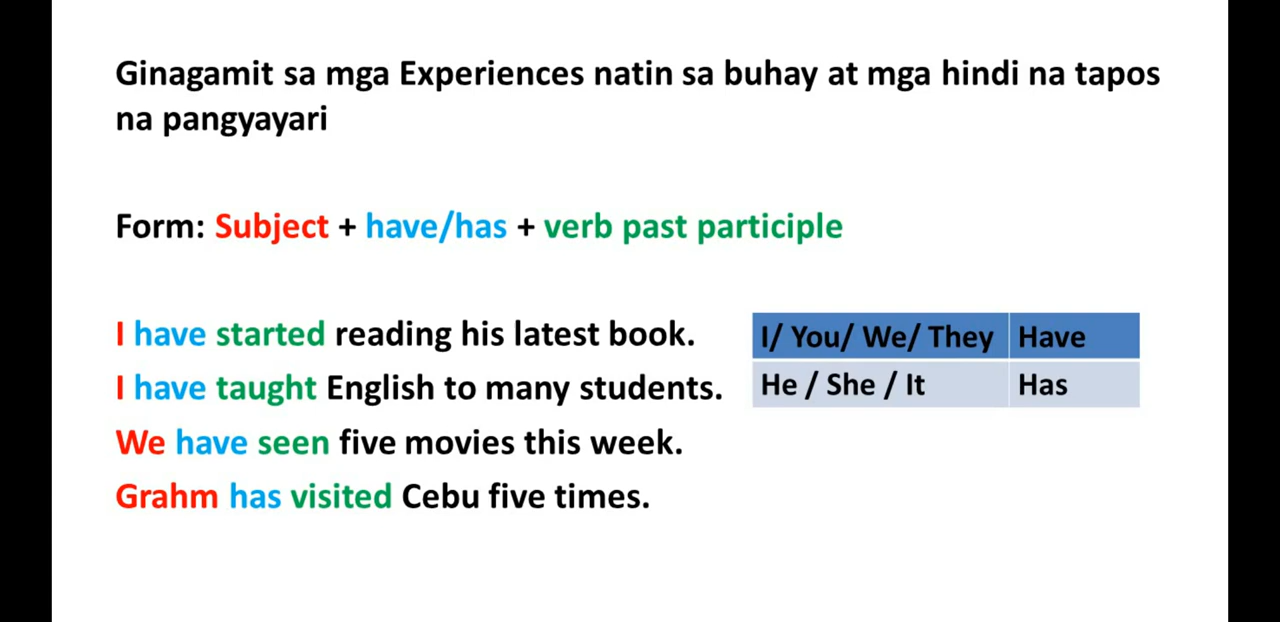 Ginagamit sa mga Experiences natin sa buhay at mga hindi na tapos
na pangyayari
Form: Subject + have/has + verb past participle
I have started reading his latest book.
I have taught English to many students.
We have seen five movies this week.
Grahm has visited Cebu five times.
I/ You/ We/ They Have
He / She / It Has